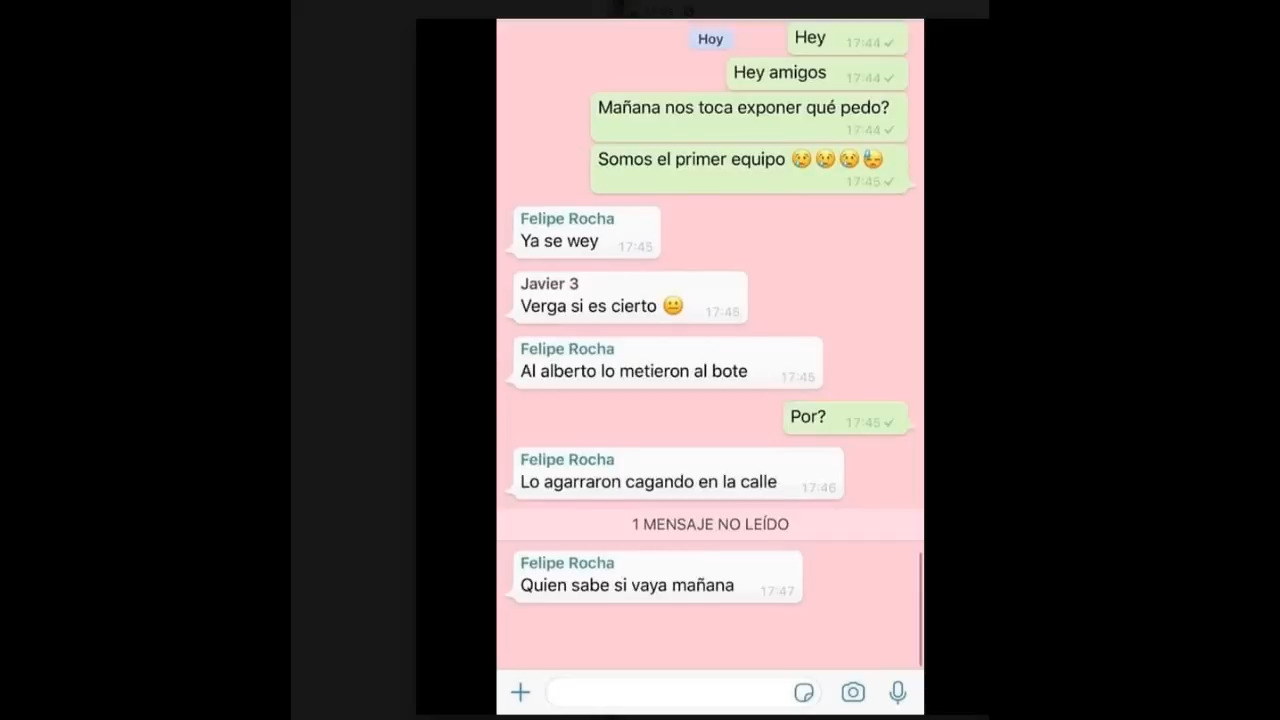 Hoy
Hey 17:44
Hey amigos 17:44
Mañana nos toca exponer qué pedo?
17:44
Somos el primer equipo 😢😢😢😓
17:45
Felipe Rocha
Ya se wey 17:45
Javier 3
Verga si es cierto 😐 17:45
Felipe Rocha
Al alberto lo metieron al bote 17:45
Por? 17:45
Felipe Rocha
Lo agarraron cagando en la calle 17:46
1 MENSAJE NO LEÍDO
Felipe Rocha
Quien sabe si vaya mañana 17:47